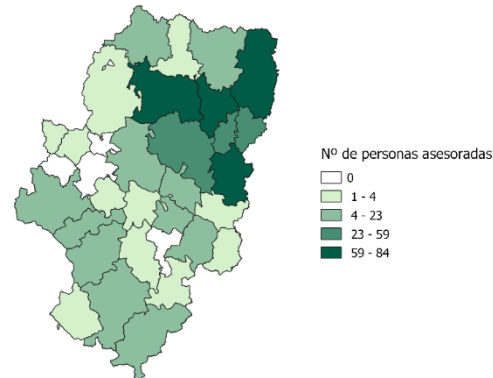 Nº de personas asesoradas
0
1 - 4
4 - 23
23 - 59
59 - 84